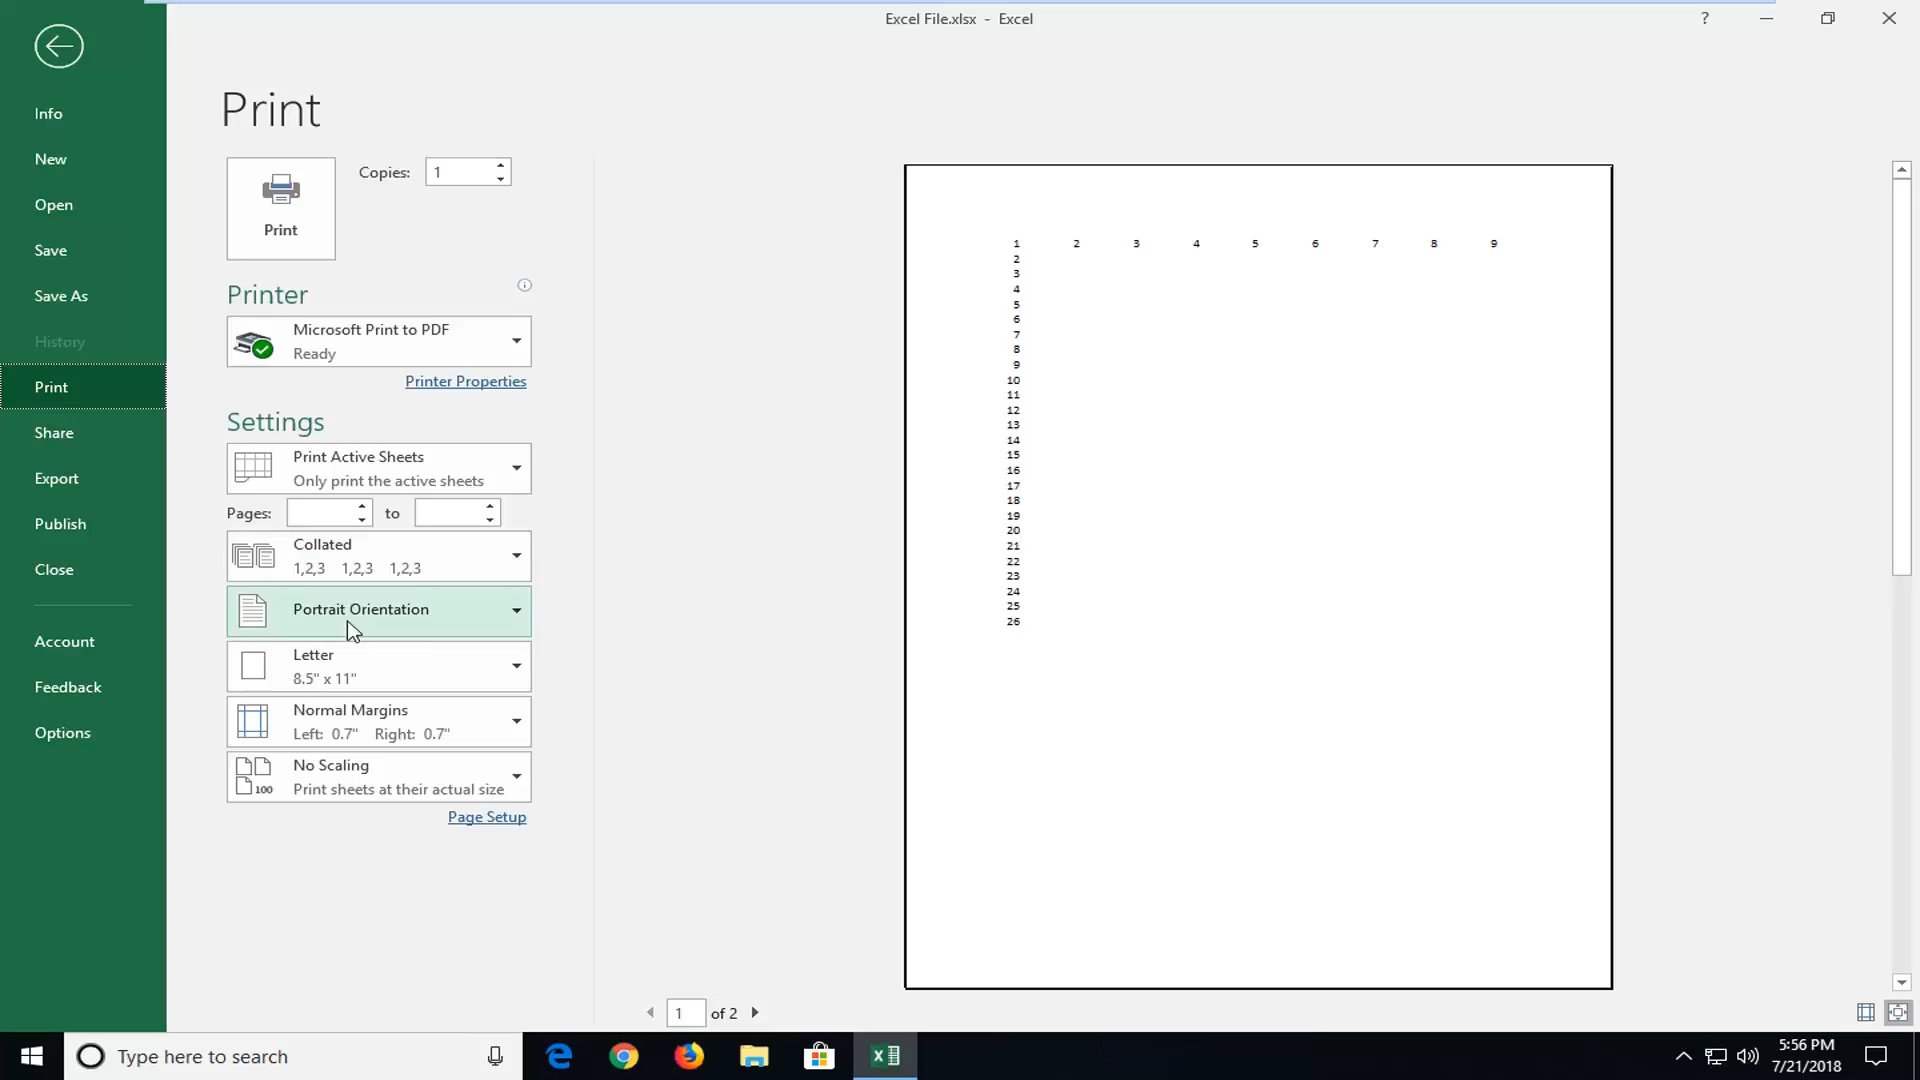 Excel File.xlsx - Excel
?
Info
New
Open
Save
Save As
History
Print
Share
Export
Publish
Close
Account
Feedback
Options
Print
Print
Copies: 1
Printer
Microsoft Print to PDF
Ready
Printer Properties
Settings
Print Active Sheets
Only print the active sheets
Pages: to
Collated
1,2,3 1,2,3 1,2,3
Portrait Orientation
Letter
8.5" x 11"
Normal Margins
Left: 0.7" Right: 0.7"
No Scaling
Print sheets at their actual size
100
Page Setup
1 2 3 4 5 6 7 8 9
2
3
4
5
6
7
8
9
10
11
12
13
14
15
16
17
18
19
20
21
22
23
24
25
26
1 of 2
Type here to search
5:56 PM
7/21/2018